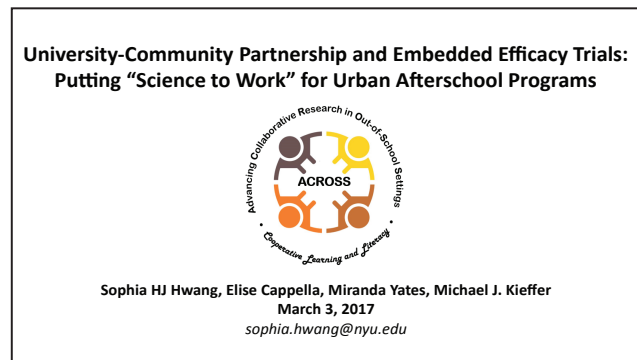 University-Community Partnership and Embedded Efficacy Trials:
Putting “Science to Work” for Urban Afterschool Programs
Advancing Collaborative Research in Out-of-School Settings
ACROSS
• Cooperative Learning and Literacy •
Sophia HJ Hwang, Elise Cappella, Miranda Yates, Michael J. Kieffer
March 3, 2017
sophia.hwang@nyu.edu